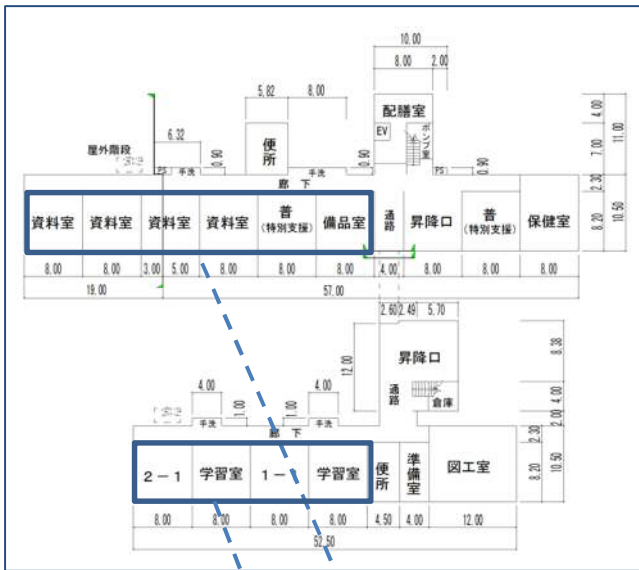 10.00
8.00 2.00
5.82 8.00
配膳室
EV
ポンプ室
4.00
7.00
11.00
6.32
便所
屋外階段
0.90
0.90
0.90
PS 手洗
手洗
PS
廊下
2.30
8.20
10.50
資料室 資料室 資料室 資料室 普(特別支援) 備品室 通路 昇降口 普(特別支援) 保健室
8.00 8.00 3.00 5.00 8.00 8.00 8.00 4.00 8.00 8.00 8.00
19.00 57.00
2.60 2.49 5.70
昇降口
12.00
8.38
通路
倉庫
4.00
2.00
4.00 4.00
1.00 1.00
手洗 手洗
廊下
2.30
8.20
10.50
2-1 学習室 1- 学習室 便所 準備室 図工室
8.00 8.00 8.00 8.00 4.50 4.00 12.00
52.50